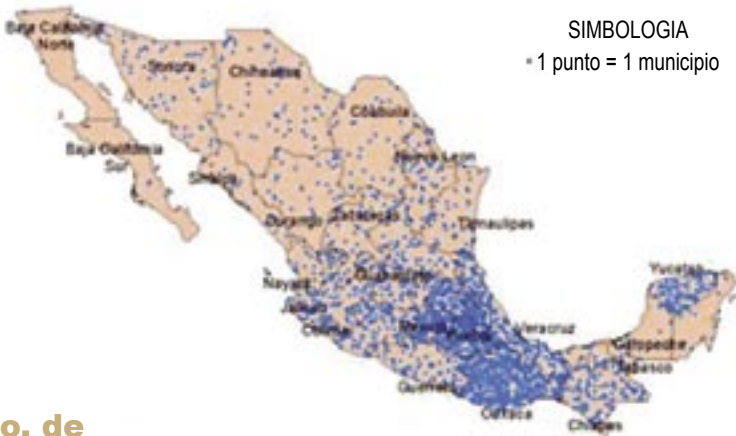 SIMBOLOGIA
1 punto = 1 municipio
Baja California
Norte
Sonora
Chihuahua
Coahuila
Baja California
Sur
Nuevo Leon
Sinaloa
Durango
Zacatecas
Tamaulipas
Nayarit
Jalisco
Colima
Veracruz
Yucatan
Campeche
Tabasco
Guerrero
Oaxaca
Chiapas
o. de